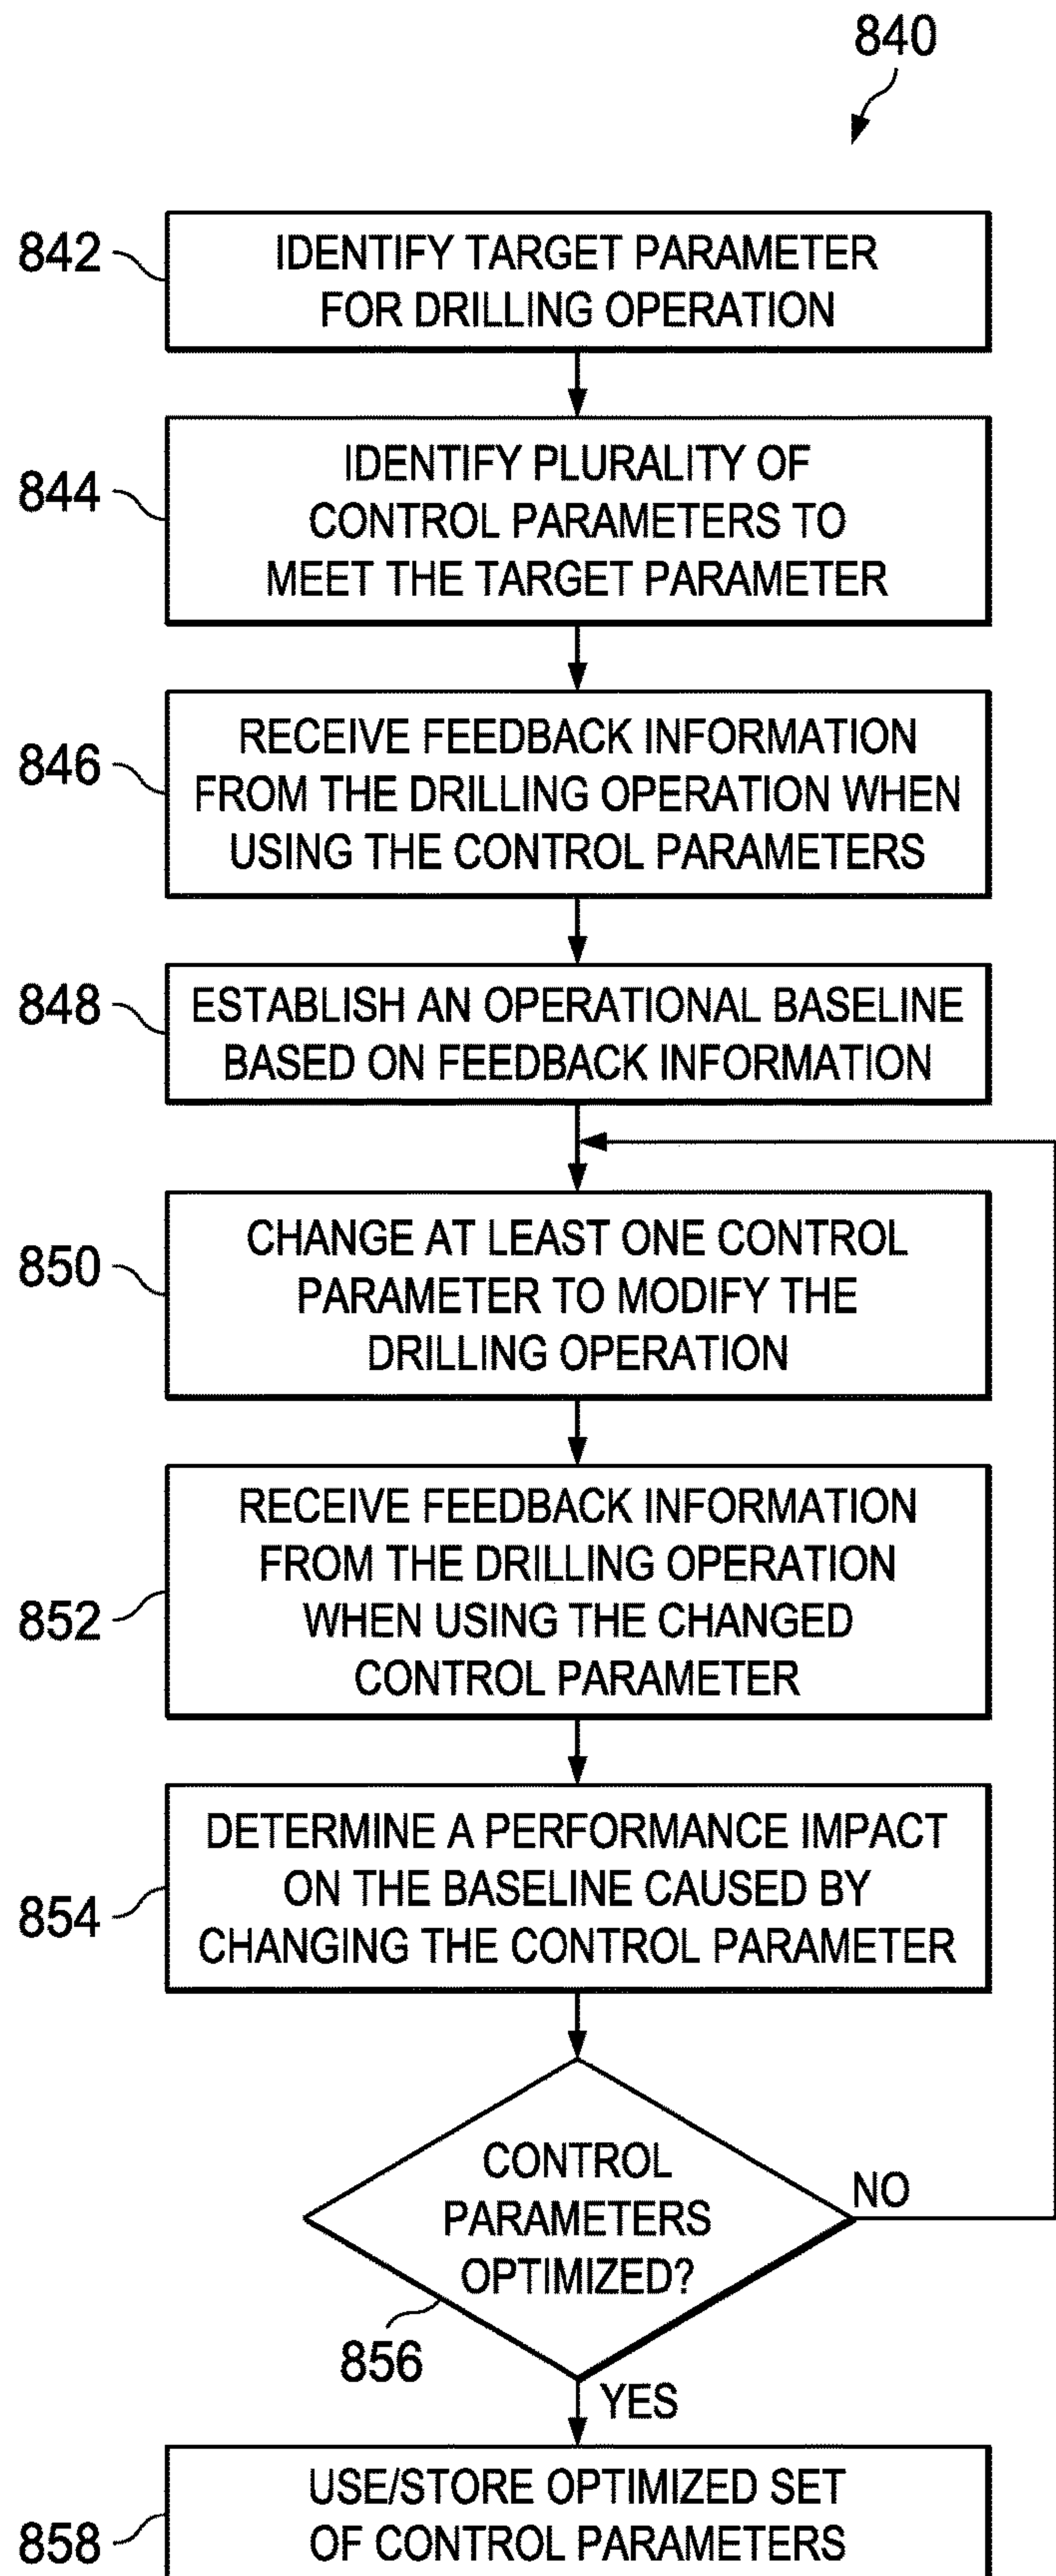 840
842
IDENTIFY TARGET PARAMETER
FOR DRILLING OPERATION
844
IDENTIFY PLURALITY OF
CONTROL PARAMETERS TO
MEET THE TARGET PARAMETER
846
RECEIVE FEEDBACK INFORMATION
FROM THE DRILLING OPERATION WHEN
USING THE CONTROL PARAMETERS
848
ESTABLISH AN OPERATIONAL BASELINE
BASED ON FEEDBACK INFORMATION
850
CHANGE AT LEAST ONE CONTROL
PARAMETER TO MODIFY THE
DRILLING OPERATION
852
RECEIVE FEEDBACK INFORMATION
FROM THE DRILLING OPERATION
WHEN USING THE CHANGED
CONTROL PARAMETER
854
DETERMINE A PERFORMANCE IMPACT
ON THE BASELINE CAUSED BY
CHANGING THE CONTROL PARAMETER
CONTROL
PARAMETERS
OPTIMIZED?
NO
856
YES
858
USE/STORE OPTIMIZED SET
OF CONTROL PARAMETERS